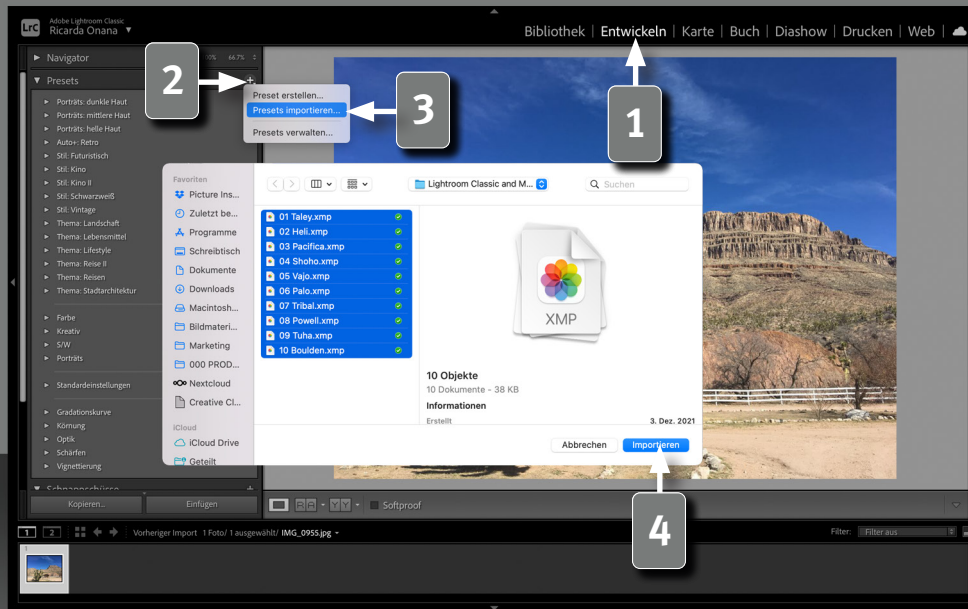 LrC
Adobe Lightroom Classic
Ricarda Onana ▼
Bibliothek | Entwickeln | Karte | Buch | Diashow | Drucken | Web |
Navigator
66.7%
Presets
+
Porträts: dunkle Haut
Porträts: mittlere Haut
Porträts: helle Haut
Auto+: Retro
Stil: Futuristisch
Stil: Kino
Stil: Kino II
Stil: Schwarzweiß
Stil: Vintage
Thema: Landschaft
Thema: Lebensmittel
Thema: Lifestyle
Thema: Reise II
Thema: Reisen
Thema: Stadtarchitektur
Farbe
Kreativ
S/W
Porträts
Standardeinstellungen
Gradationskurve
Körnung
Optik
Schärfen
Vignettierung
Schnappschüsse +
Kopieren...
Einfügen
2
Preset erstellen...
Presets importieren...
Presets verwalten...
3
1
Favoriten
Picture Ins...
Zuletzt be...
Programme
Schreibtisch
Dokumente
Downloads
Macintosh...
Bildmateri...
Marketing
000 PROD...
Nextcloud
Creative Cl...
iCloud
iCloud Drive
Geteilt
Lightroom Classic and M...
Suchen
01 Taley.xmp
02 Heli.xmp
03 Pacifica.xmp
04 Shoho.xmp
05 Vajo.xmp
06 Palo.xmp
07 Tribal.xmp
08 Powell.xmp
09 Tuha.xmp
10 Boulden.xmp
XMP
10 Objekte
10 Dokumente - 38 KB
Informationen
Erstellt 3. Dez. 2021
Abbrechen
Importieren
4
RA
YY
Softproof
1 2
Vorheriger Import 1 Foto/ 1 ausgewählt/ IMG_0955.jpg
Filter: Filter aus
1